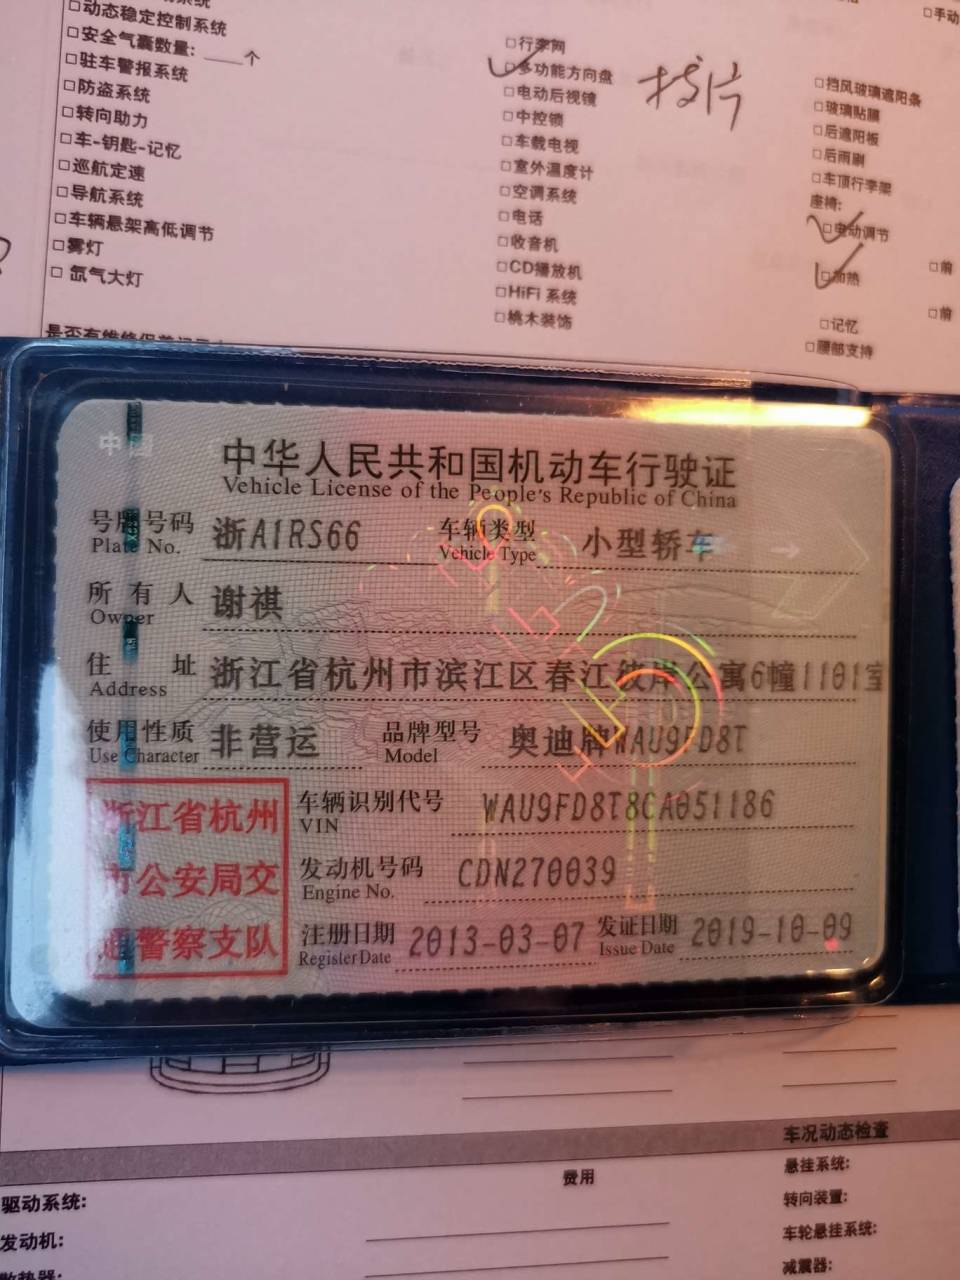 □动态稳定控制系统
□安全气囊数量: ___个
□驻车警报系统
□防盗系统
□转向助力
□车-钥匙-记忆
□巡航定速
□导航系统
□车辆悬架高低调节
□雾灯
□ 氙气大灯
□行李网
□多功能方向盘
拨片
□电动后视镜
□中控锁
□车载电视
□室外温度计
□空调系统
□电话
□收音机
□CD播放机
□HiFi 系统
□桃木装饰
□手动
□挡风玻璃遮阳条
□玻璃贴膜
□后遮阳板
□后雨刷
□车顶行李架
座椅:
□电动调节
□加热
□前
□前
□记忆
□腰部支持
中华人民共和国机动车行驶证
Vehicle License of the People's Republic of China
号牌号码 浙A1RS66 车辆类型 小型轿车
Plate No. Vehicle Type
所有人 谢祺
Owner
住址 浙江省杭州市滨江区春江彼岸公寓6幢1101室
Address
使用性质 非营运 品牌型号 奥迪牌WAU9FD8T
Use Character Model
浙江省杭州
市公安局交
通警察支队
车辆识别代号 WAU9FD8T8CA051186
VIN
发动机号码 CDN270039
Engine No.
注册日期 2013-03-07 发证日期 2019-10-09
Register Date Issue Date
车况动态检查
费用
驱动系统:
发动机:
散热器:
悬挂系统:
转向装置:
车轮悬挂系统:
减震器: